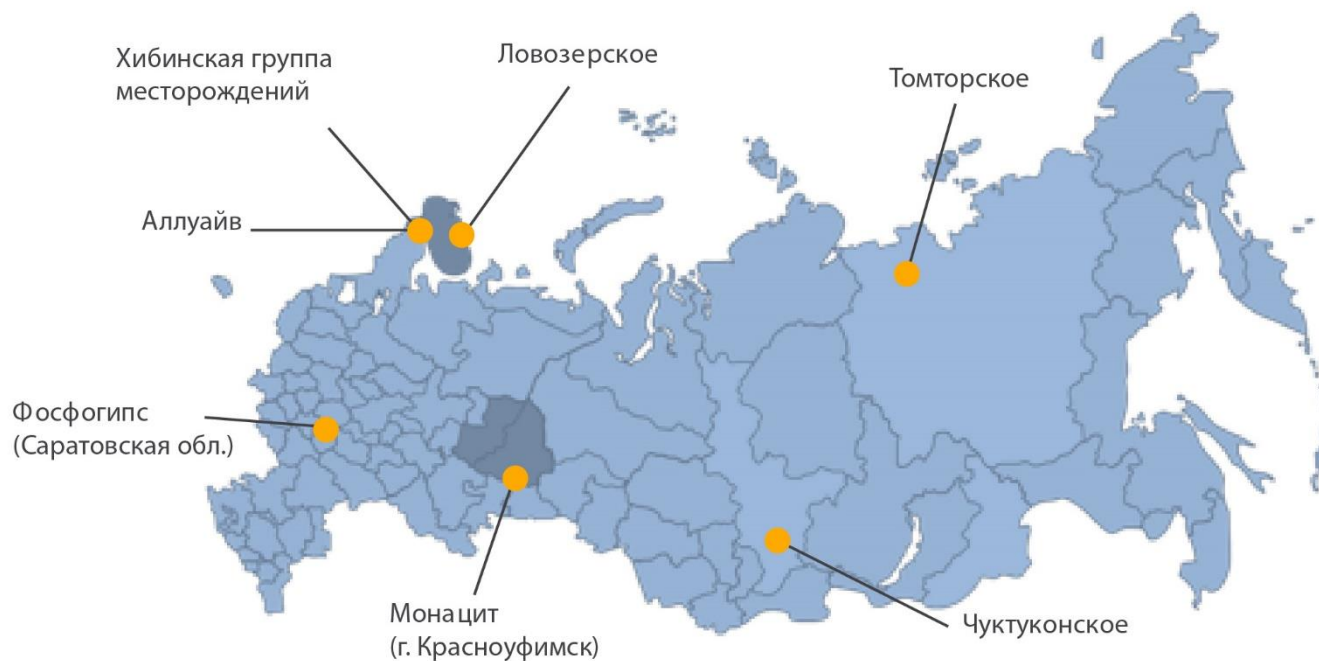 Хибинская группа
месторождений
Ловозерское
Томторское
Аллуайв
Фосфогипс
(Саратовская обл.)
Монацит
(г. Красноуфимск)
Чуктуконское